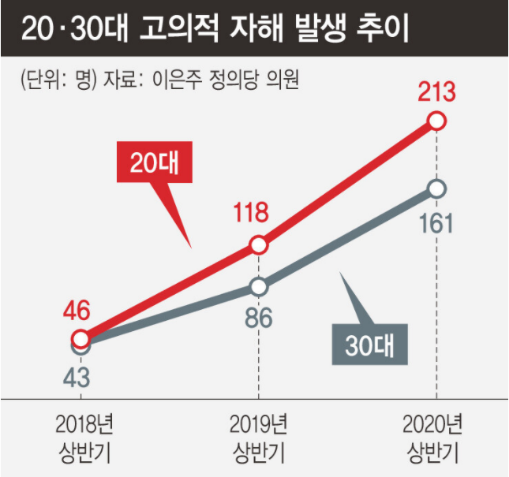 20·30대 고의적 자해 발생 추이
(단위: 명) 자료: 이은주 정의당 의원
213
20대
118
161
46
86
30대
43
2018년 2019년 2020년
상반기 상반기 상반기